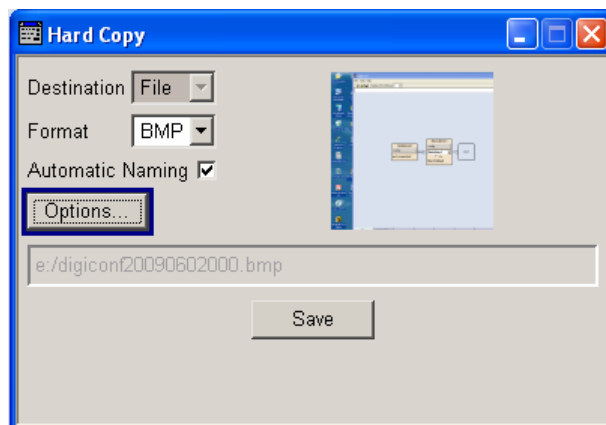 Hard Copy
Destination File
Format BMP
Automatic Naming
Options...
e:/digiconf20090602000.bmp
Save